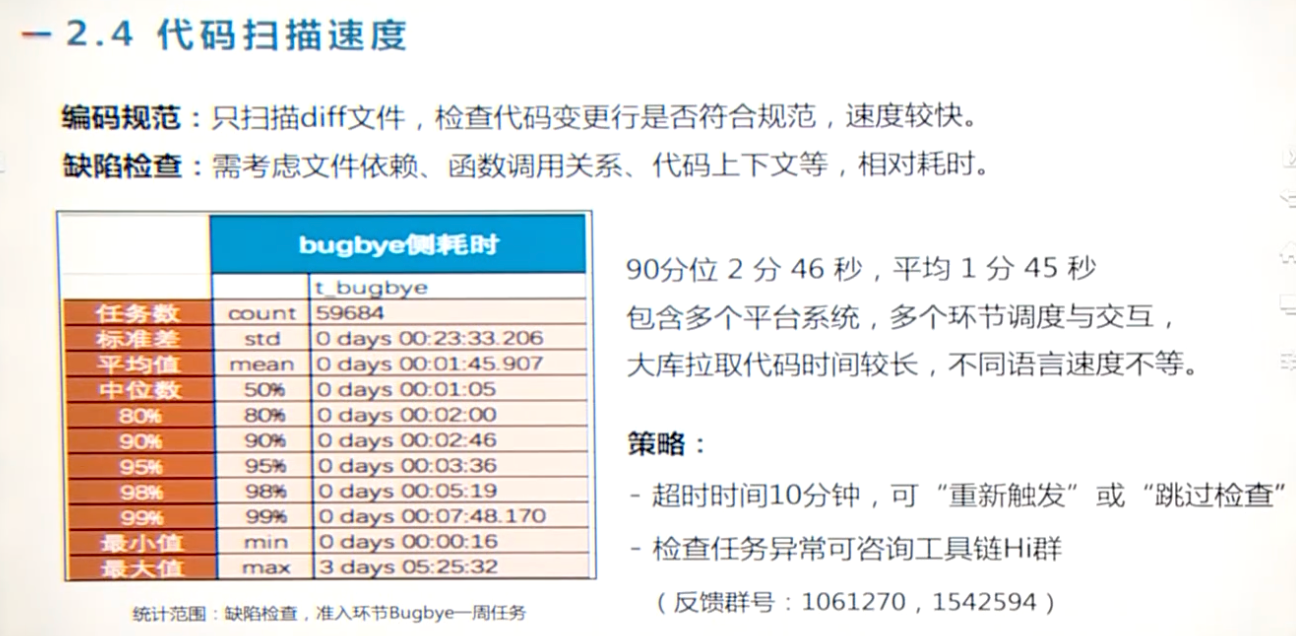 2.4 代码扫描速度
编码规范：只扫描diff文件，检查代码变更行是否符合规范，速度较快。
缺陷检查：需考虑文件依赖、函数调用关系、代码上下文等，相对耗时。
bugbye侧耗时
t_bugbye
任务数 count 59684
标准差 std 0 days 00:23:33.206
平均值 mean 0 days 00:01:45.907
中位数 50% 0 days 00:01:05
80% 80% 0 days 00:02:00
90% 90% 0 days 00:02:46
95% 95% 0 days 00:03:36
98% 98% 0 days 00:05:19
99% 99% 0 days 00:07:48.170
最小值 min 0 days 00:00:16
最大值 max 3 days 05:25:32
统计范围：缺陷检查，准入环节Bugbye一周任务
90分位 2 分 46 秒，平均 1 分 45 秒
包含多个平台系统，多个环节调度与交互，
大库拉取代码时间较长，不同语言速度不等。
策略：
- 超时时间10分钟，可“重新触发”或“跳过检查”
- 检查任务异常可咨询工具链Hi群
（反馈群号：1061270，1542594）